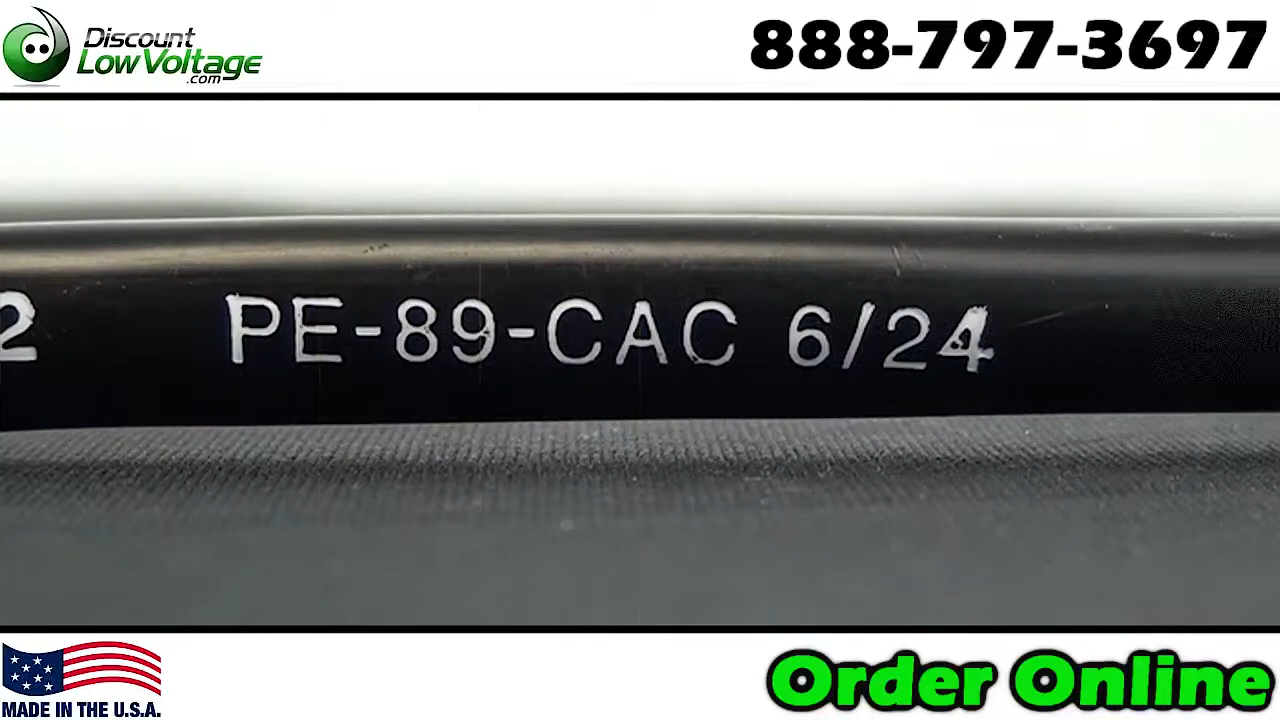 Discount
LowVoltage
.com
888-797-3697
2 PE-89-CAC 6/24
MADE IN THE U.S.A.
Order Online